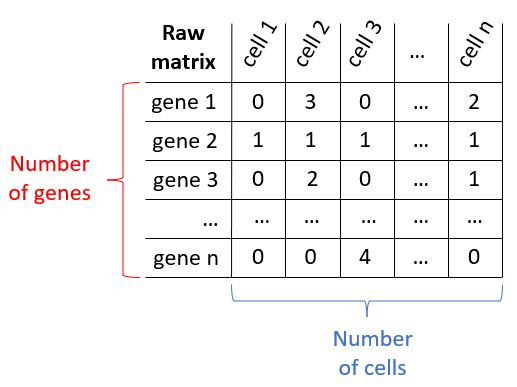 Raw matrix cell 1 cell 2 cell 3 ... cell n
gene 1 0 3 0 ... 2
gene 2 1 1 1 ... 1
gene 3 0 2 0 ... 1
... ... ... ... ... ...
gene n 0 0 4 ... 0
Number
of genes
Number
of cells